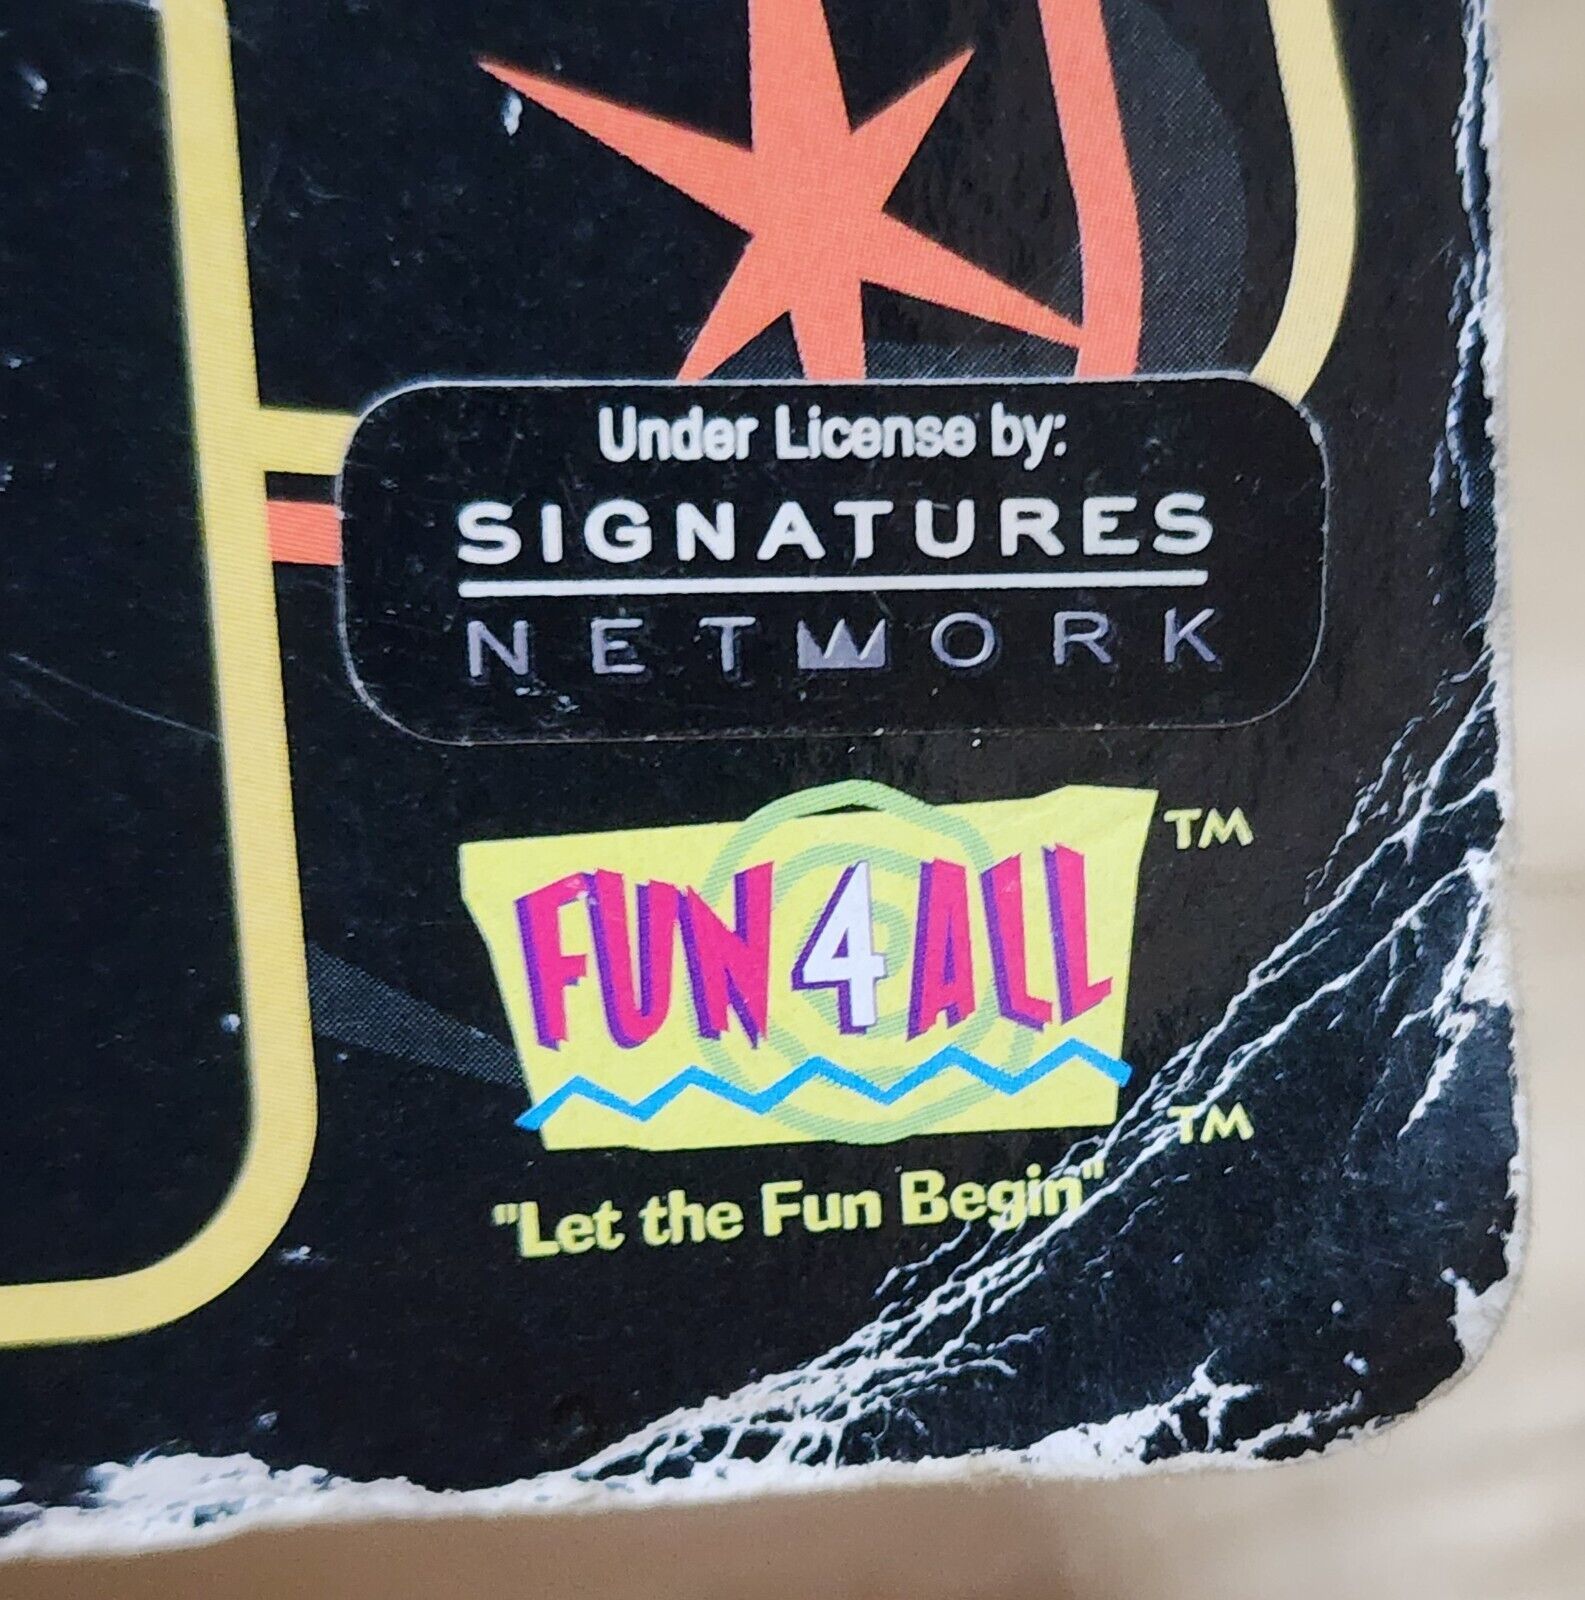 Under License by:
SIGNATURES
NETWORK
FUN 4 ALL ™
™
"Let the Fun Begin"